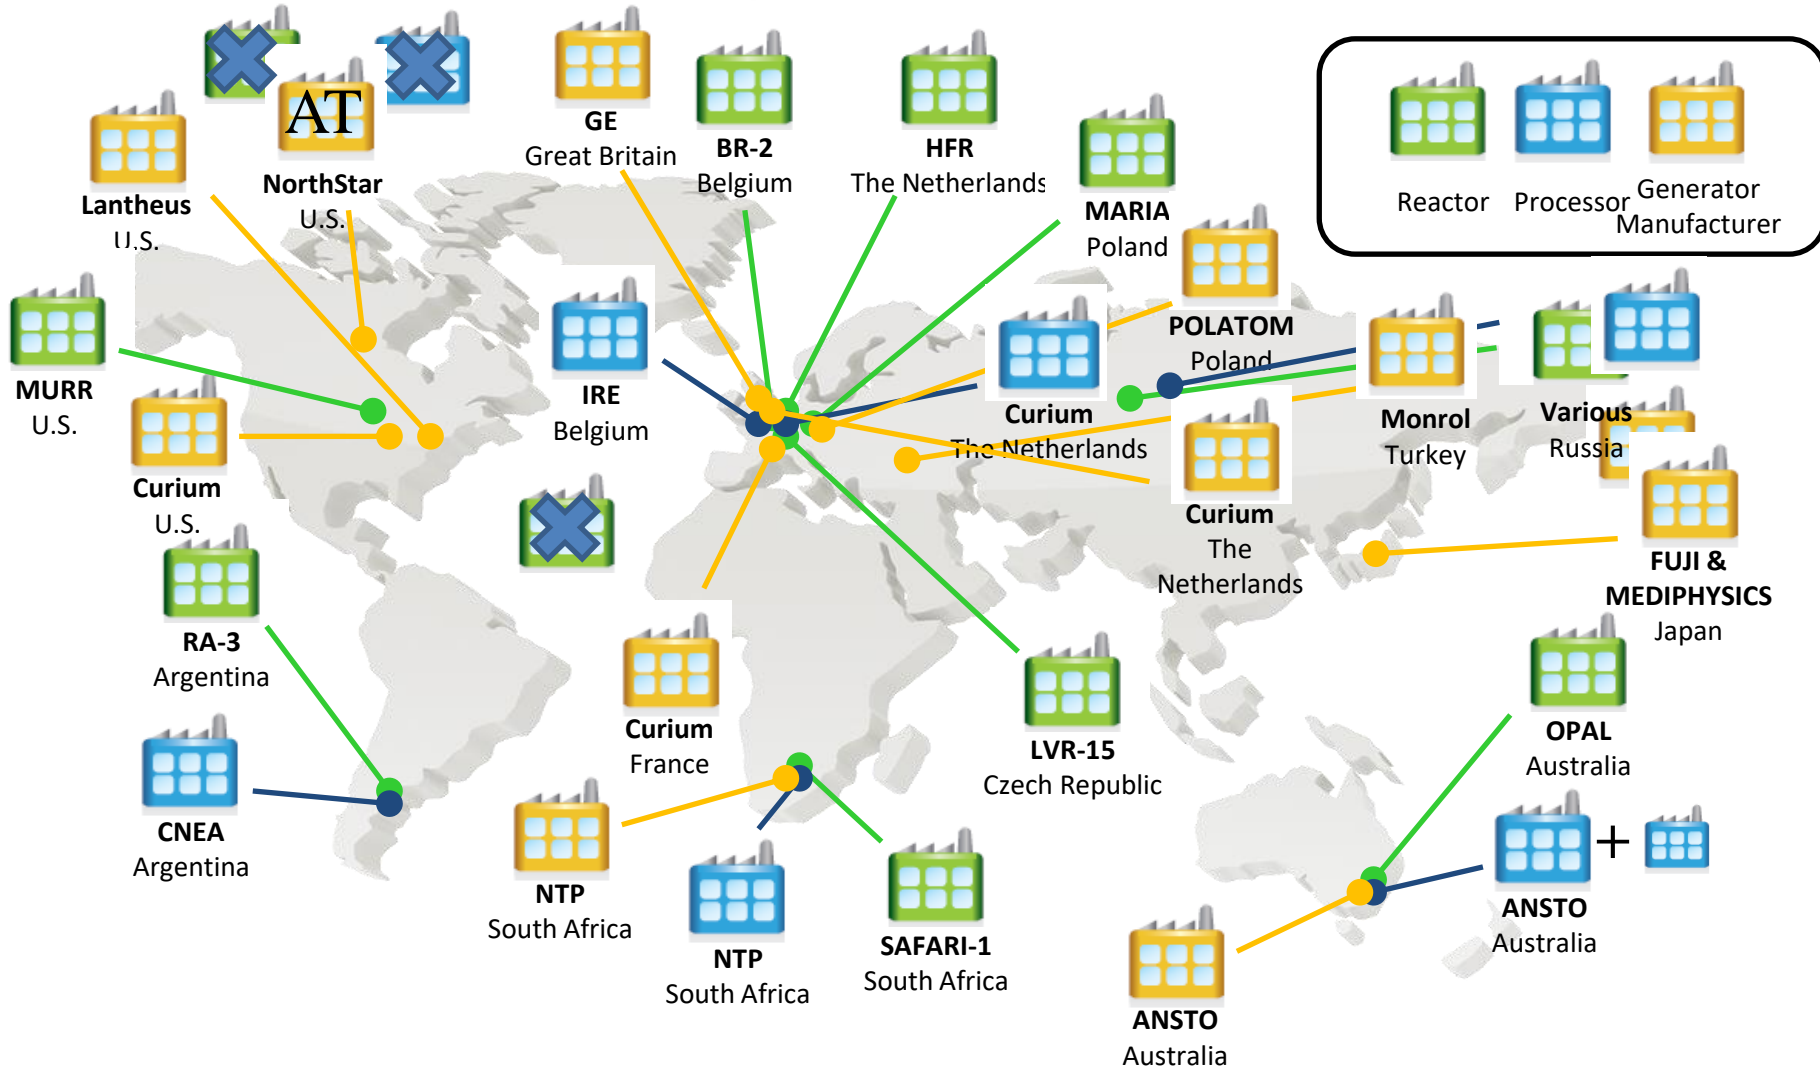 AT
GE
Great Britain
BR-2
Belgium
HFR
The Netherlands
MARIA
Poland
Reactor
Processor
Generator
Manufacturer
Lantheus
U.S.
NorthStar
U.S.
MURR
U.S.
Curium
U.S.
IRE
Belgium
Curium
The Netherlands
POLATOM
Poland
Monrol
Turkey
Various
Russia
Curium
The
Netherlands
FUJI &
MEDIPHYSICS
Japan
RA-3
Argentina
CNEA
Argentina
Curium
France
LVR-15
Czech Republic
OPAL
Australia
NTP
South Africa
NTP
South Africa
SAFARI-1
South Africa
+
ANSTO
Australia
ANSTO
Australia